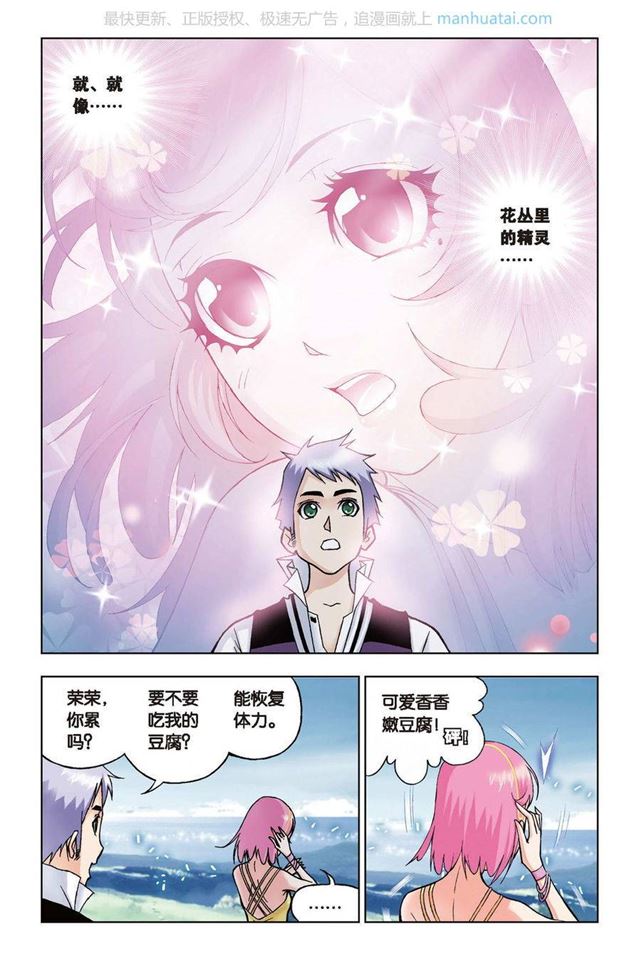 最快更新、正版授权、极速无广告，追漫画就上 manhuatai.com
就、就
像……
花丛里
的精灵
……
荣荣，
你累
吗？
要不要
吃我的
豆腐？
能恢复
体力。
……
可爱香香
嫩豆腐！
砰！